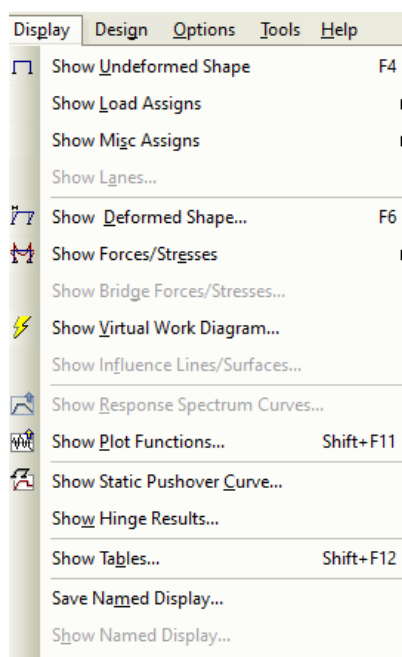 Display Design Options Tools Help
Show Undeformed Shape F4
Show Load Assigns
Show Misc Assigns
Show Lanes...
Show Deformed Shape... F6
Show Forces/Stresses
Show Bridge Forces/Stresses...
Show Virtual Work Diagram...
Show Influence Lines/Surfaces...
Show Response Spectrum Curves...
Show Plot Functions... Shift+F11
Show Static Pushover Curve...
Show Hinge Results...
Show Tables... Shift+F12
Save Named Display...
Show Named Display...